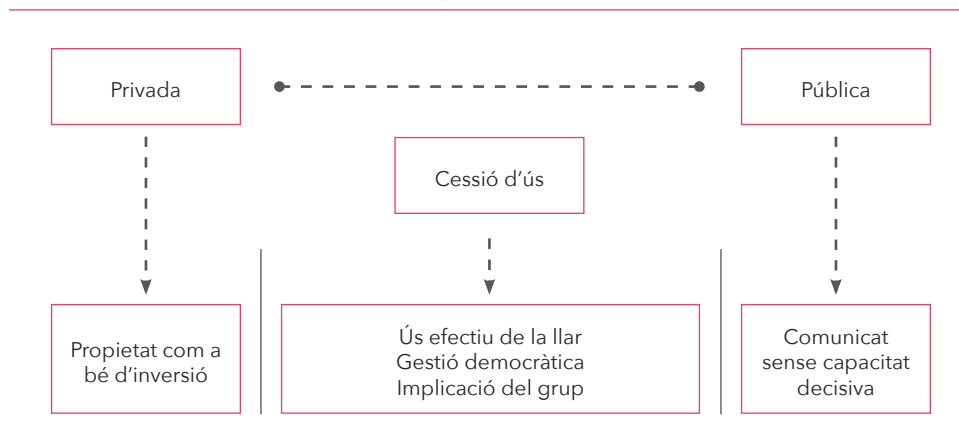 Privada
Pública
Cessió d'ús
Propietat com a
bé d'inversió
Ús efectiu de la llar
Gestió democràtica
Implicació del grup
Comunicat
sense capacitat
decisiva